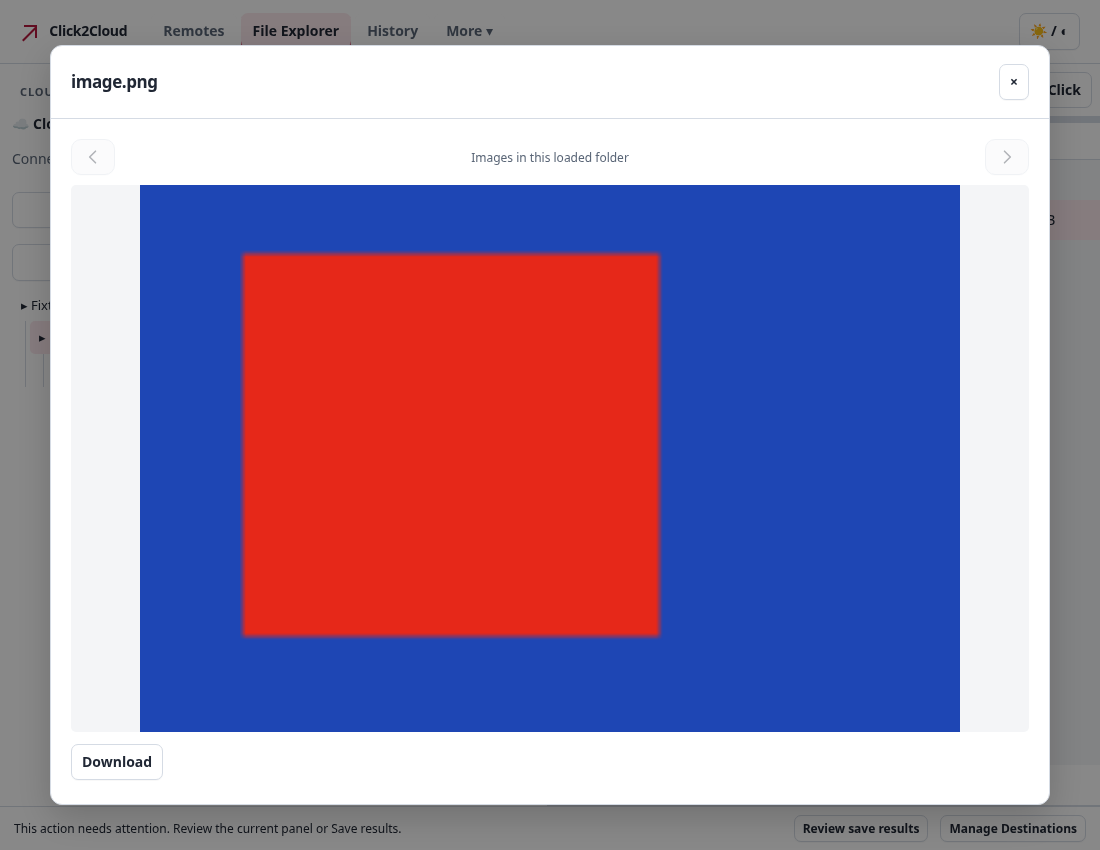 Click2Cloud Remotes File Explorer History More ▾
☀️ /
image.png
×
Click
Images in this loaded folder
Download
This action needs attention. Review the current panel or Save results.
Review save results
Manage Destinations